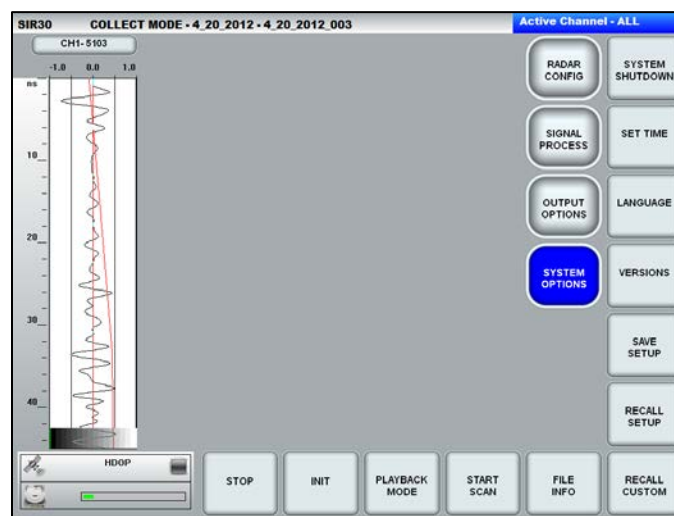 SIR30 COLLECT MODE - 4_20_2012 - 4_20_2012_003 Active Channel - ALL
CH1- 5103
-1.0 0.0 1.0
ns
10
20
30
40
RADAR
CONFIG
SYSTEM
SHUTDOWN
SIGNAL
PROCESS
SET TIME
OUTPUT
OPTIONS
LANGUAGE
SYSTEM
OPTIONS
VERSIONS
SAVE
SETUP
RECALL
SETUP
HDOP
STOP
INIT
PLAYBACK
MODE
START
SCAN
FILE
INFO
RECALL
CUSTOM